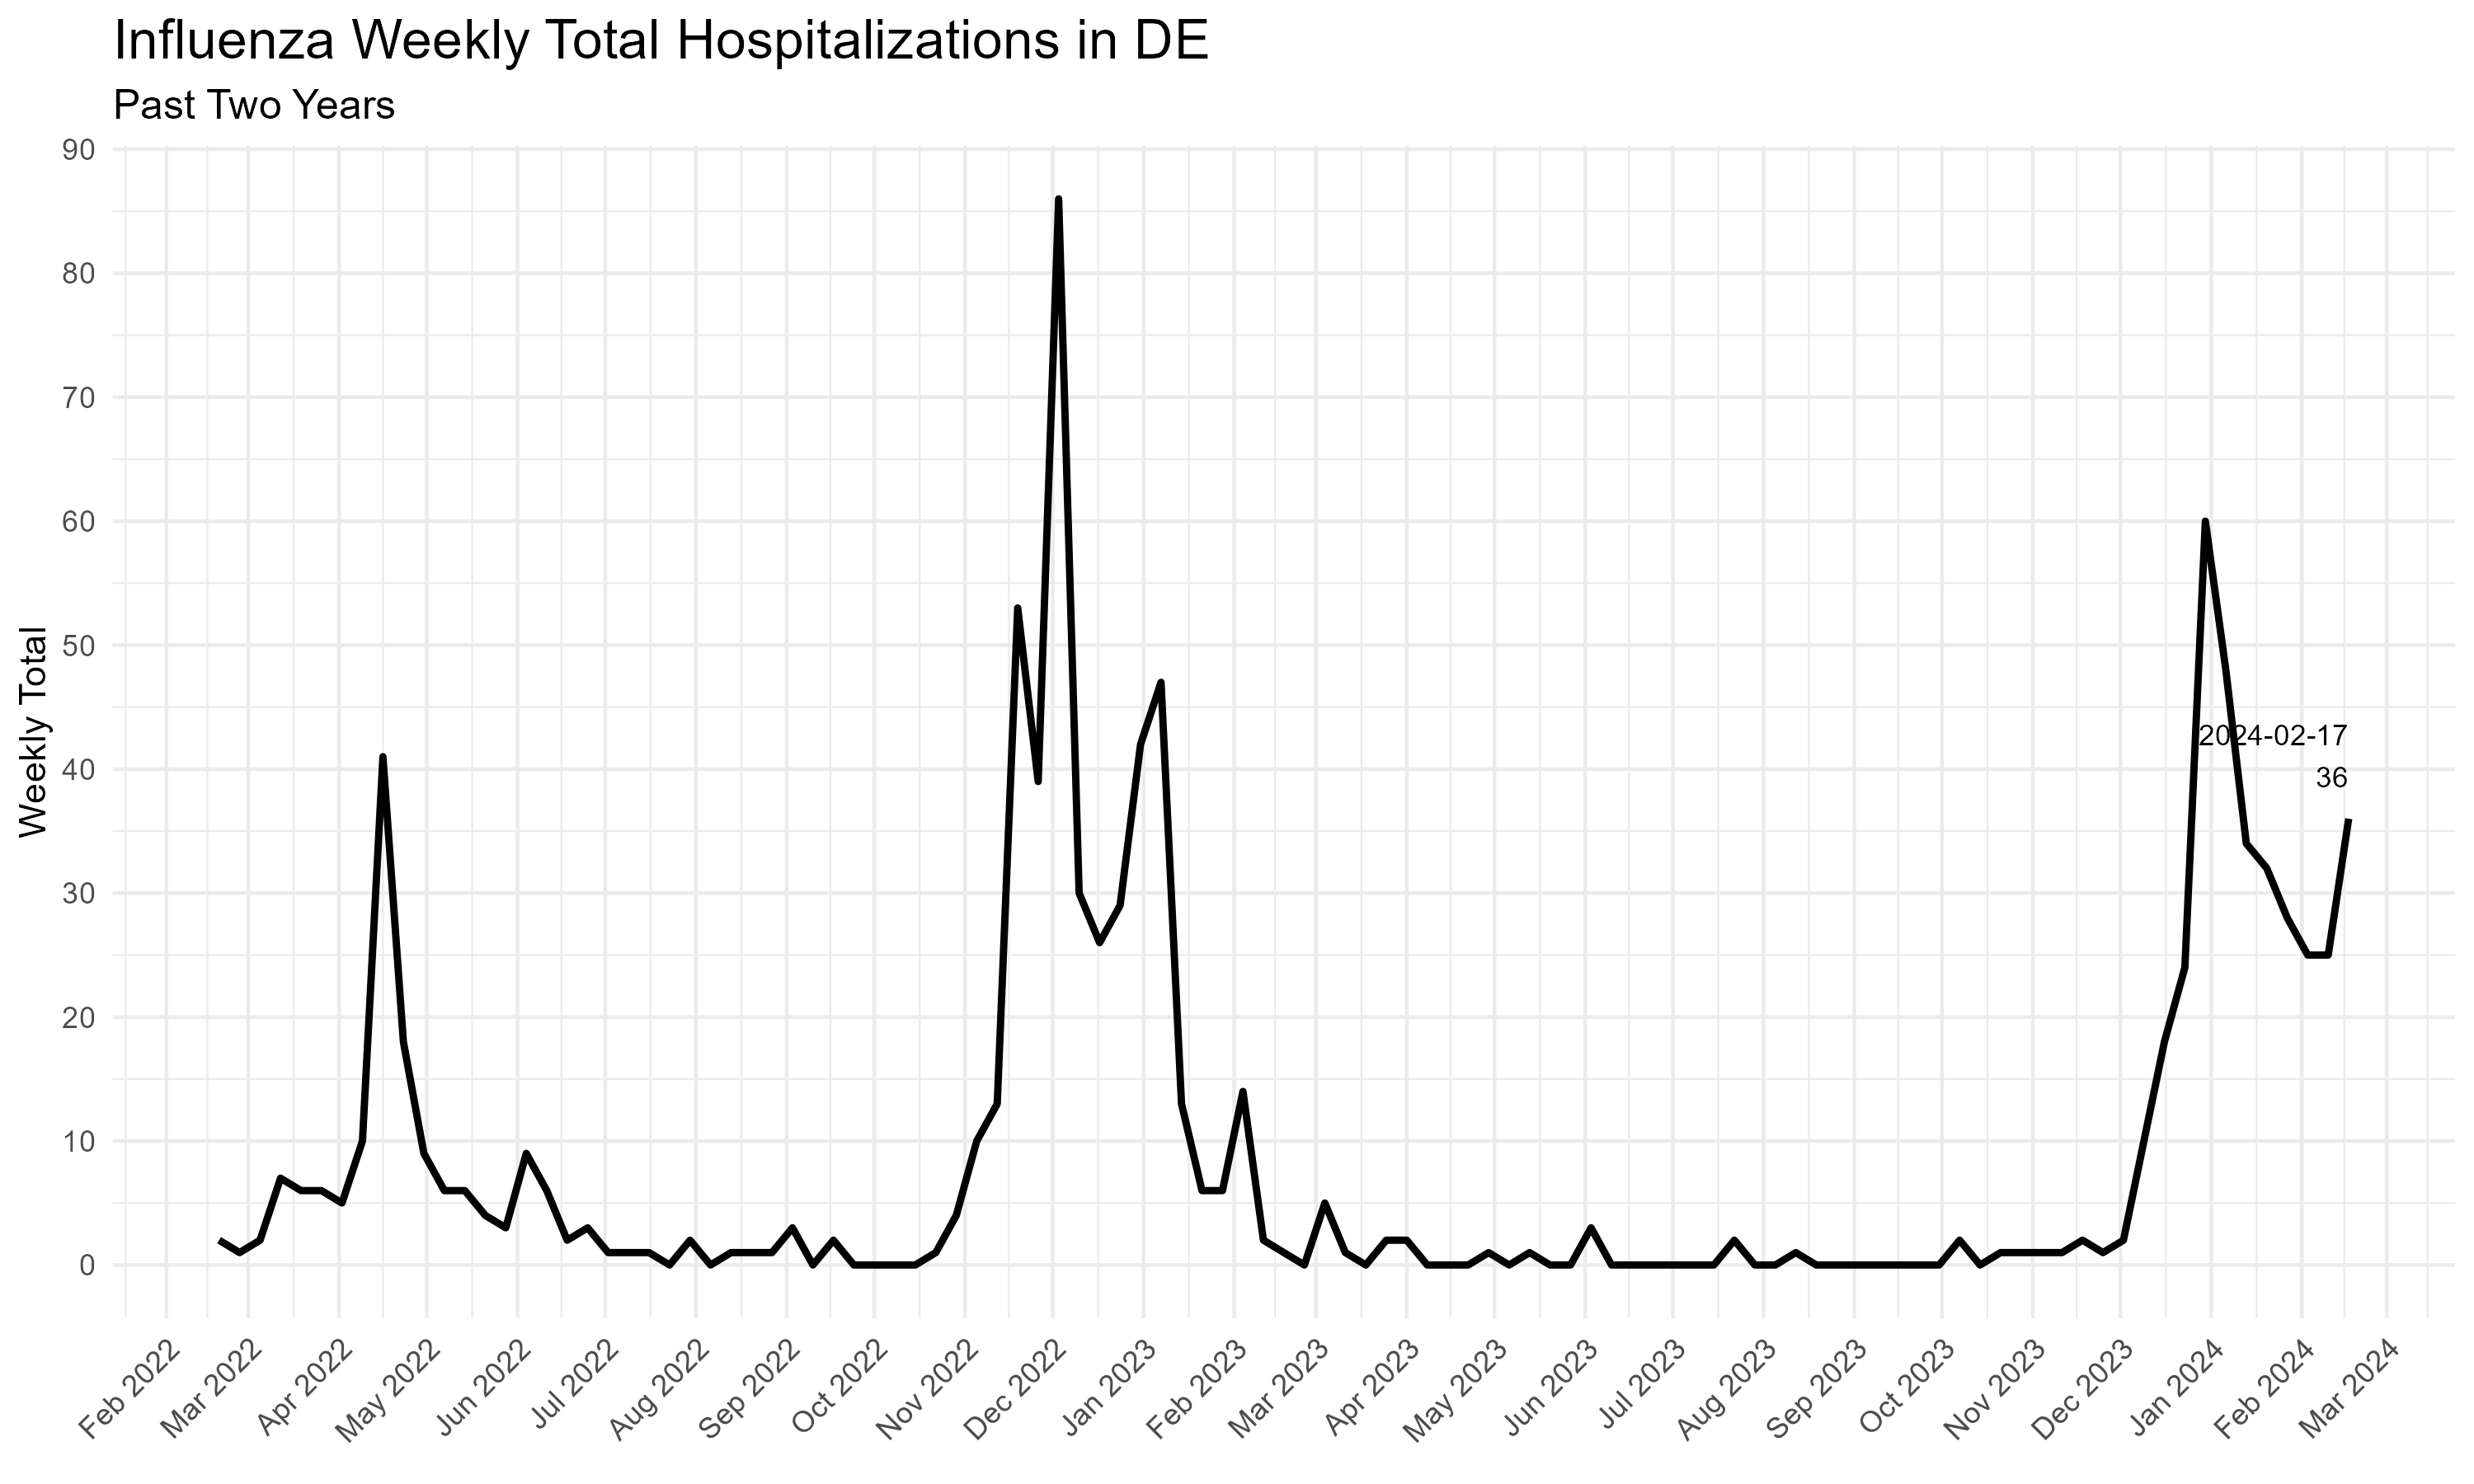 Influenza Weekly Total Hospitalizations in DE
Past Two Years
Weekly Total
90
80
70
60
50
40
30
20
10
0
2024-02-17
36
Feb 2022
Mar 2022
Apr 2022
May 2022
Jun 2022
Jul 2022
Aug 2022
Sep 2022
Oct 2022
Nov 2022
Dec 2022
Jan 2023
Feb 2023
Mar 2023
Apr 2023
May 2023
Jun 2023
Jul 2023
Aug 2023
Sep 2023
Oct 2023
Nov 2023
Dec 2023
Jan 2024
Feb 2024
Mar 2024